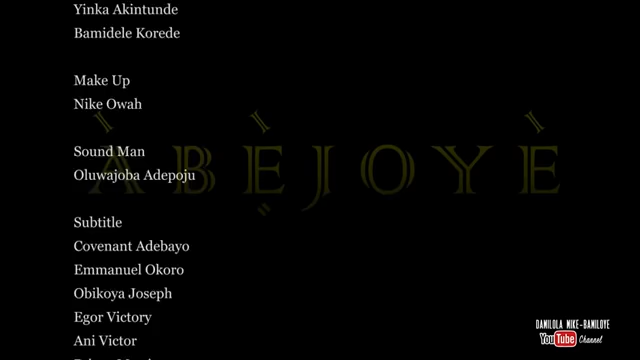 Yinka Akintunde
Bamidele Korede
Make Up
Nike Owah
Sound Man
Oluwajoba Adepoju
Subtitle
Covenant Adebayo
Emmanuel Okoro
Obikoya Joseph
Egor Victory
Ani Victor
ÀBẸ̀JOYÈ
DAMILOLA MIKE-BAMILOYE
YouTube Channel